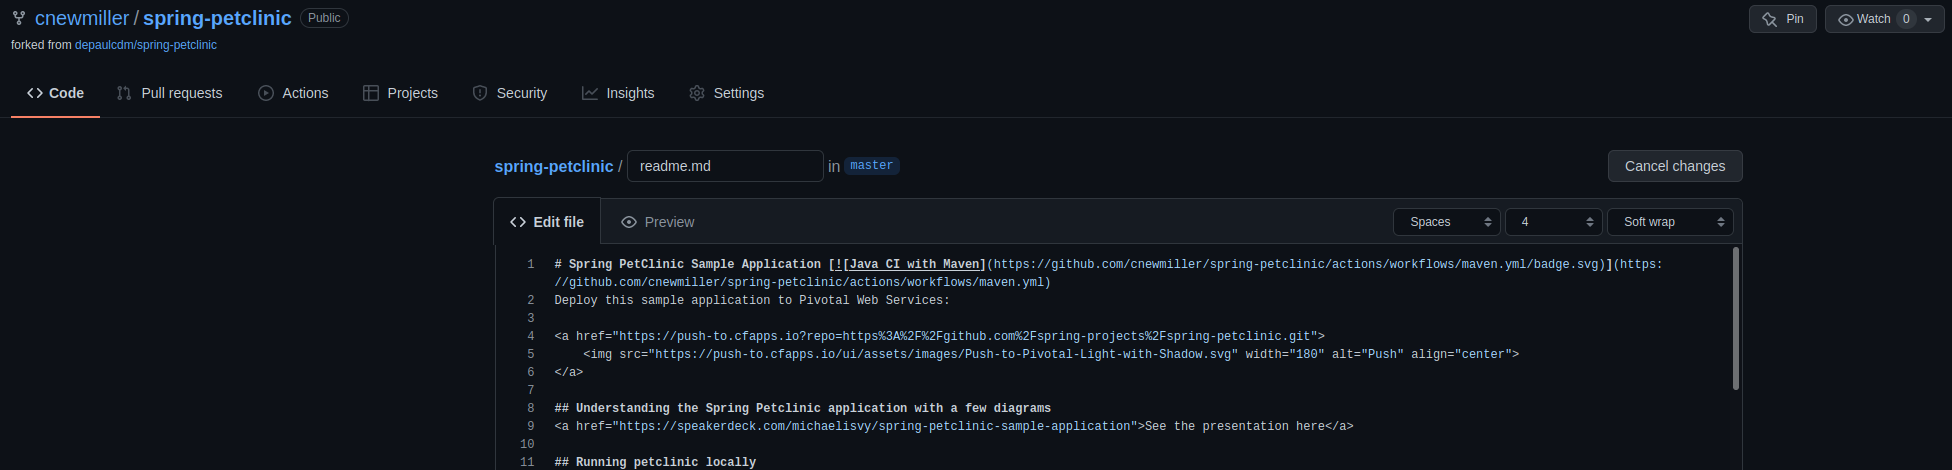 cnewmiller / spring-petclinic Public
Pin
Watch 0
forked from depaulcdm/spring-petclinic
Code Pull requests Actions Projects Security Insights Settings
spring-petclinic / readme.md in master
Cancel changes
Edit file Preview Spaces 4 Soft wrap
1 # Spring PetClinic Sample Application [![Java CI with Maven](https://github.com/cnewmiller/spring-petclinic/actions/workflows/maven.yml/badge.svg)](https:
//github.com/cnewmiller/spring-petclinic/actions/workflows/maven.yml)
2 Deploy this sample application to Pivotal Web Services:
3
4 <a href="https://push-to.cfapps.io?repo=https%3A%2F%2Fgithub.com%2Fspring-projects%2Fspring-petclinic.git">
5 <img src="https://push-to.cfapps.io/ui/assets/images/Push-to-Pivotal-Light-with-Shadow.svg" width="180" alt="Push" align="center">
6 </a>
7
8 ## Understanding the Spring Petclinic application with a few diagrams
9 <a href="https://speakerdeck.com/michaelisvy/spring-petclinic-sample-application">See the presentation here</a>
10
11 ## Running petclinic locally